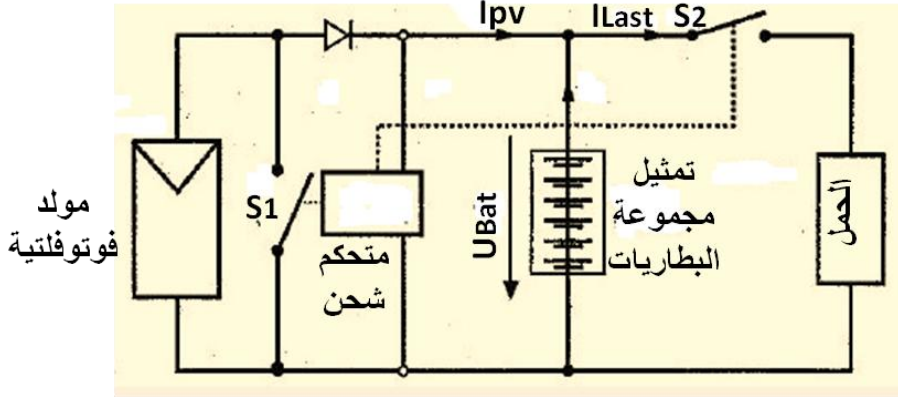 Ipv
ILast
S2
S1
UBat
مولد
فوتوفلتية
متحكم
شحن
تمثيل
مجموعة
البطاريات
الحمل